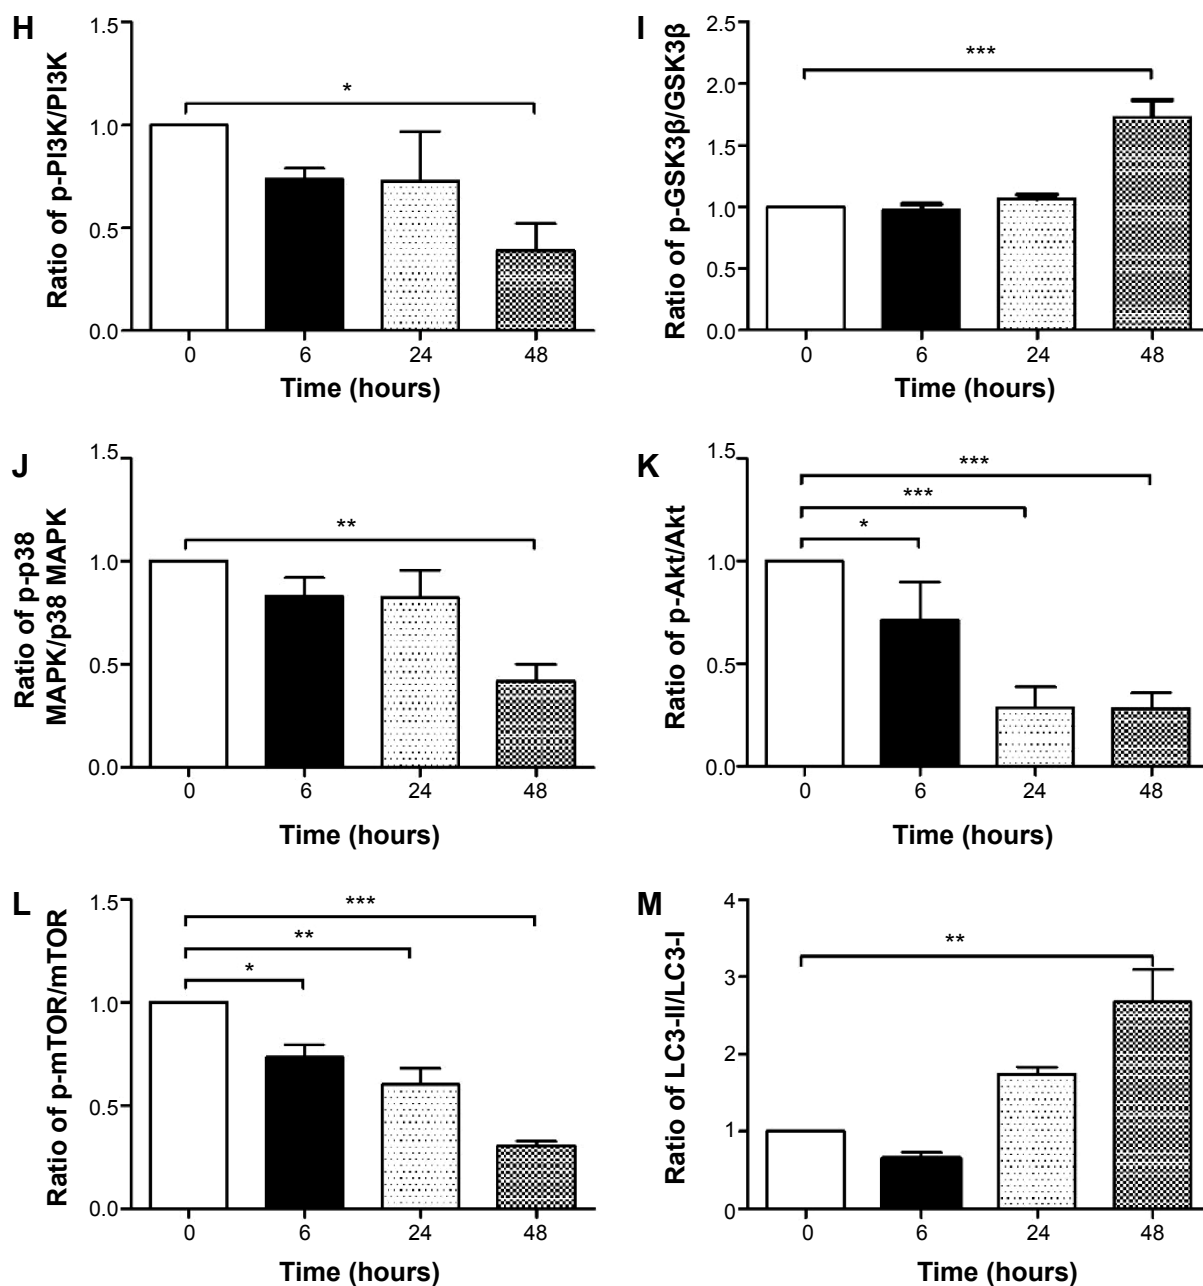 H
Ratio of p-PI3K/PI3K
1.5
1.0
0.5
0.0
*
0 6 24 48
Time (hours)
I
Ratio of p-GSK3β/GSK3β
2.5
2.0
1.5
1.0
0.5
0.0
***
0 6 24 48
Time (hours)
J
Ratio of p-p38
MAPK/p38 MAPK
1.5
1.0
0.5
0.0
**
0 6 24 48
Time (hours)
K
Ratio of p-Akt/Akt
1.5
1.0
0.5
0.0
***
***
*
0 6 24 48
Time (hours)
L
Ratio of p-mTOR/mTOR
1.5
1.0
0.5
0.0
***
**
*
0 6 24 48
Time (hours)
M
Ratio of LC3-II/LC3-I
4
3
2
1
0
**
0 6 24 48
Time (hours)